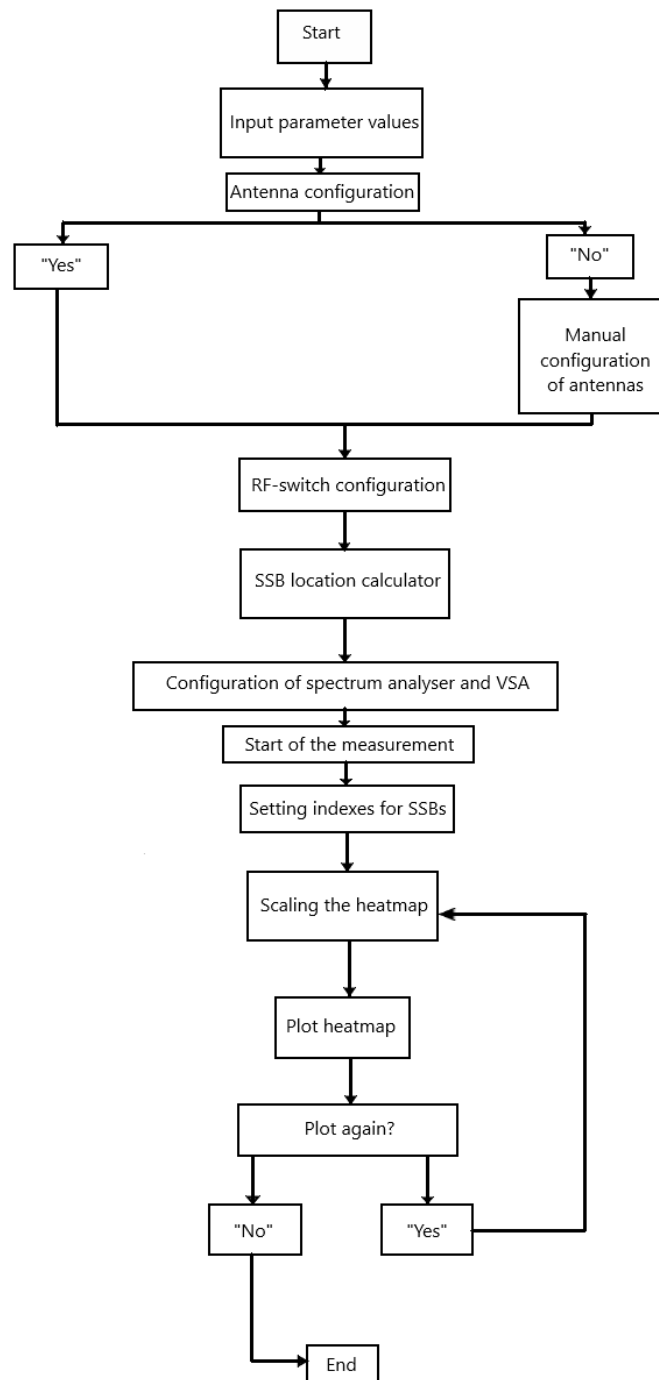 Start
Input parameter values
Antenna configuration
"Yes"
"No"
Manual
configuration
of antennas
RF-switch configuration
SSB location calculator
Configuration of spectrum analyser and VSA
Start of the measurement
Setting indexes for SSBs
Scaling the heatmap
Plot heatmap
Plot again?
"No"
"Yes"
End